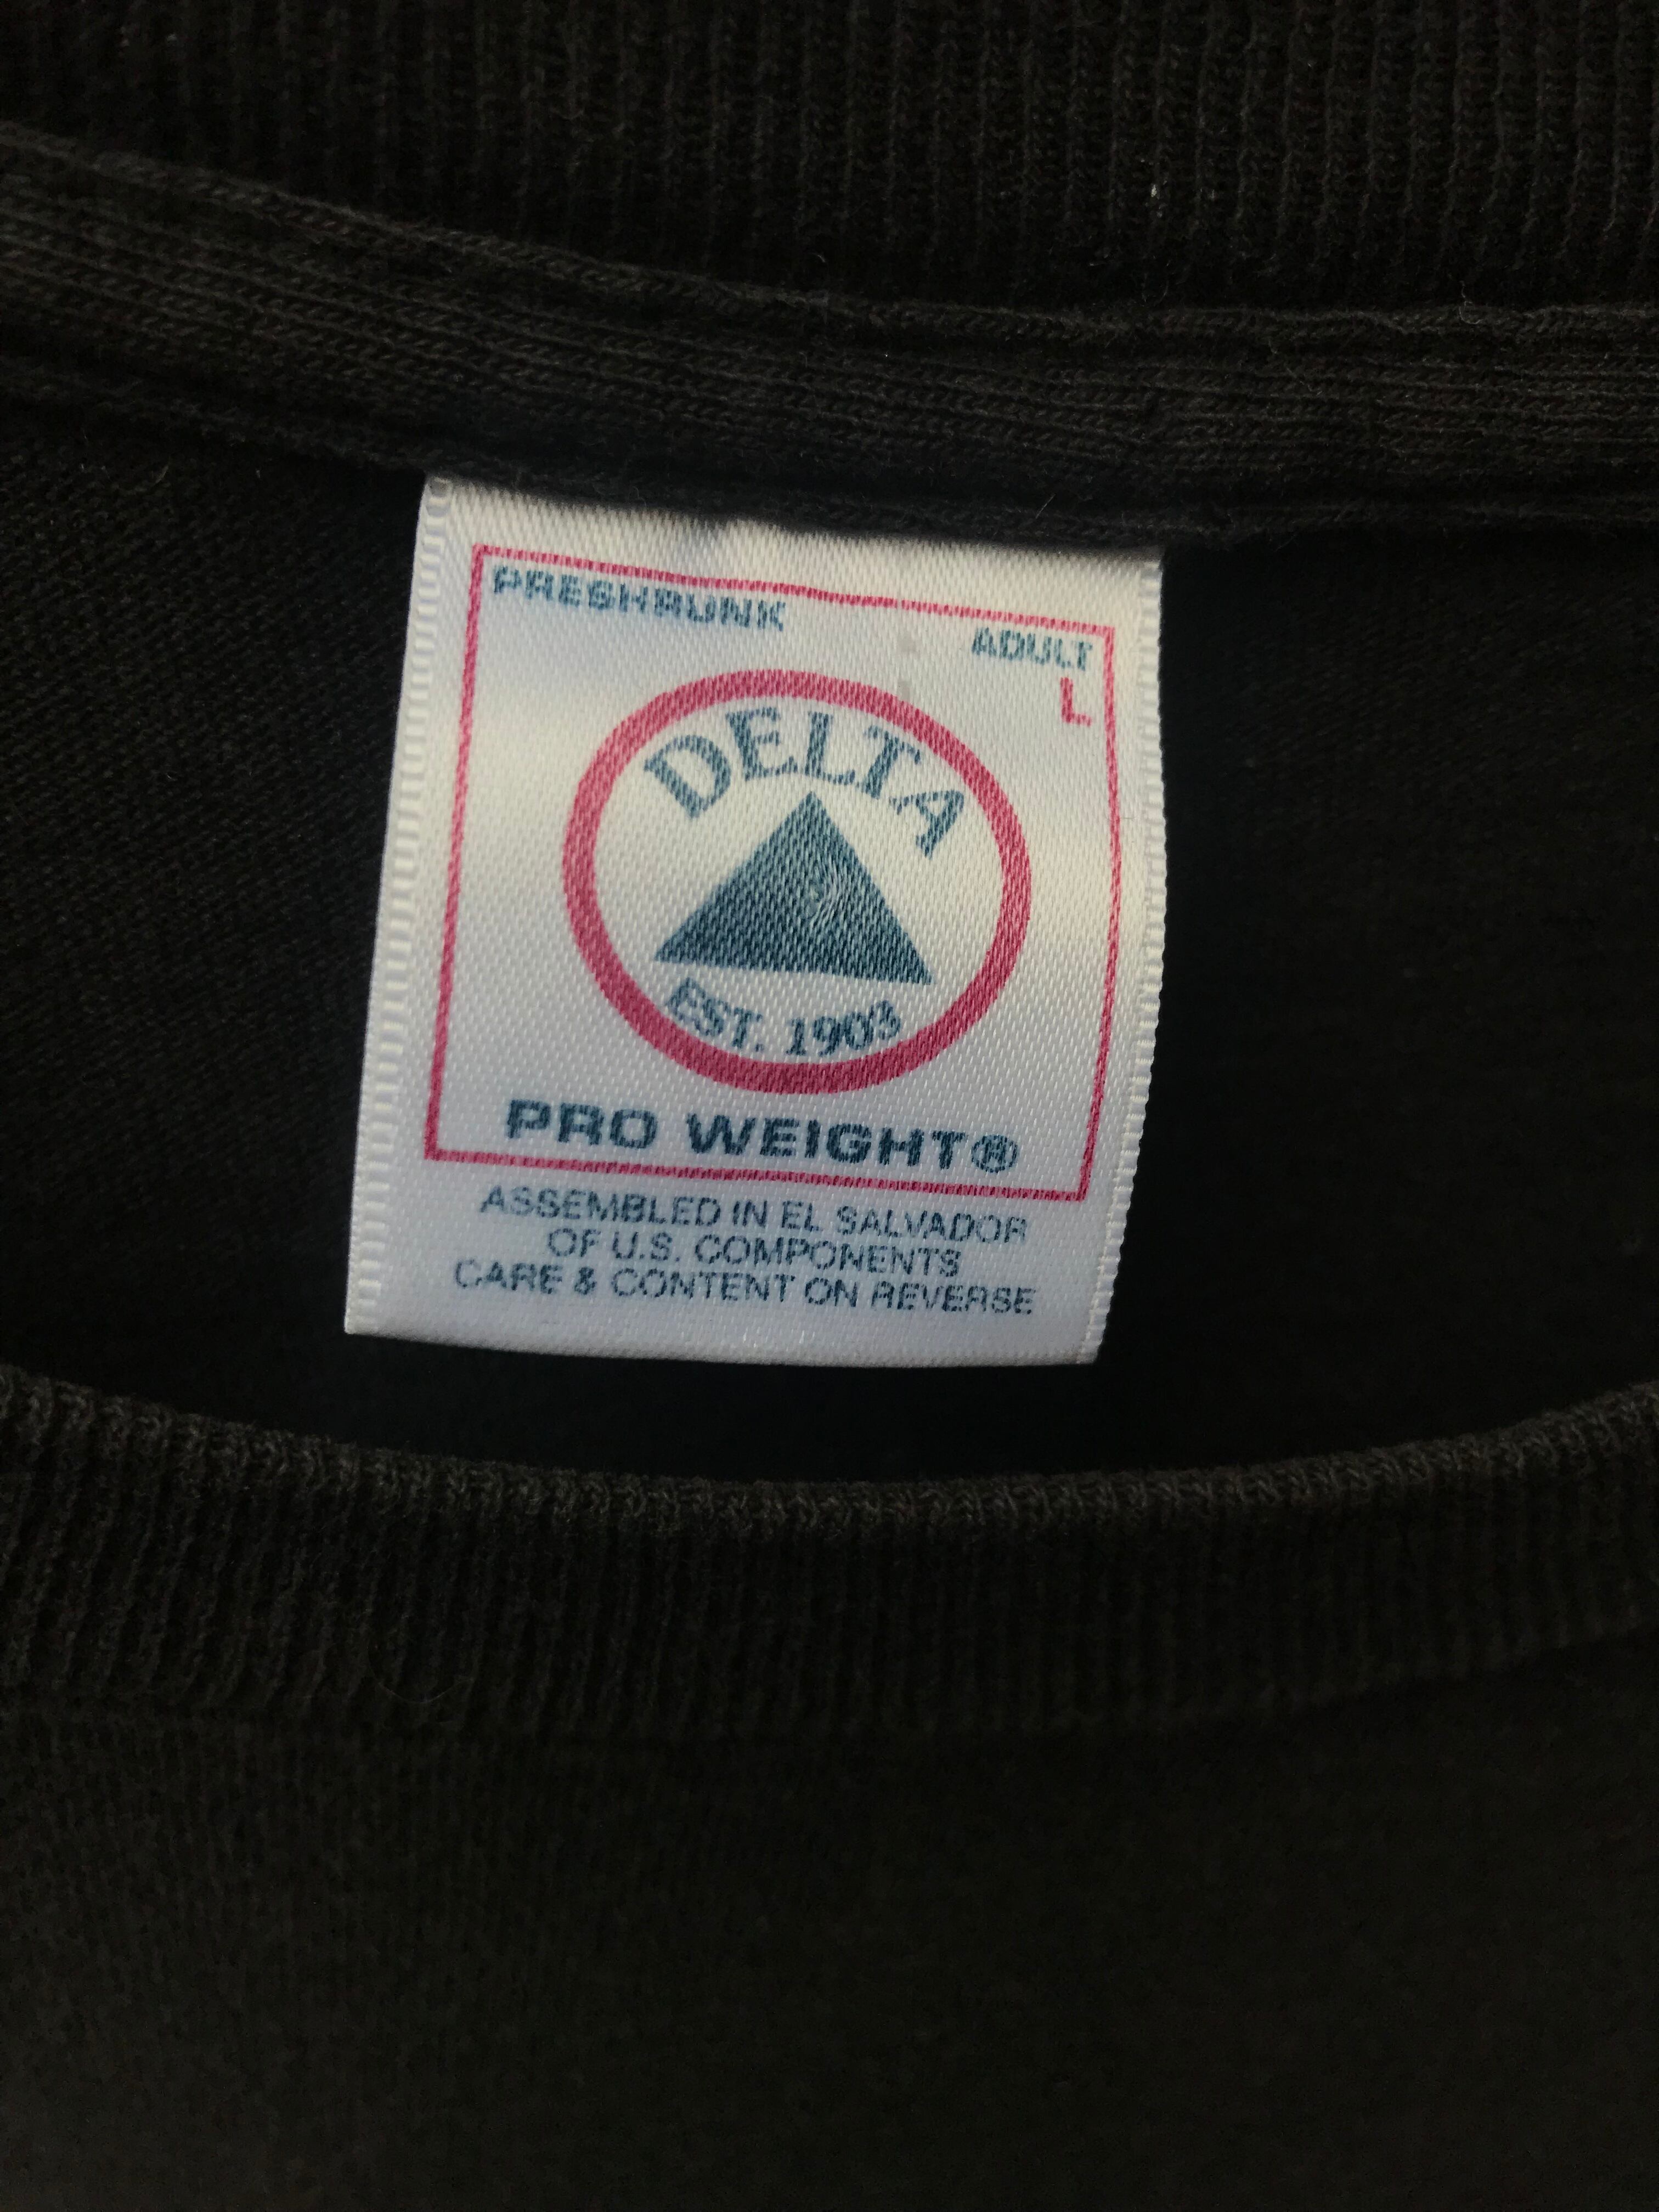 PRESHRUNK
ADULT
L
DELTA
EST. 1903
PRO WEIGHT®
ASSEMBLED IN EL SALVADOR
OF U.S. COMPONENTS
CARE & CONTENT ON REVERSE